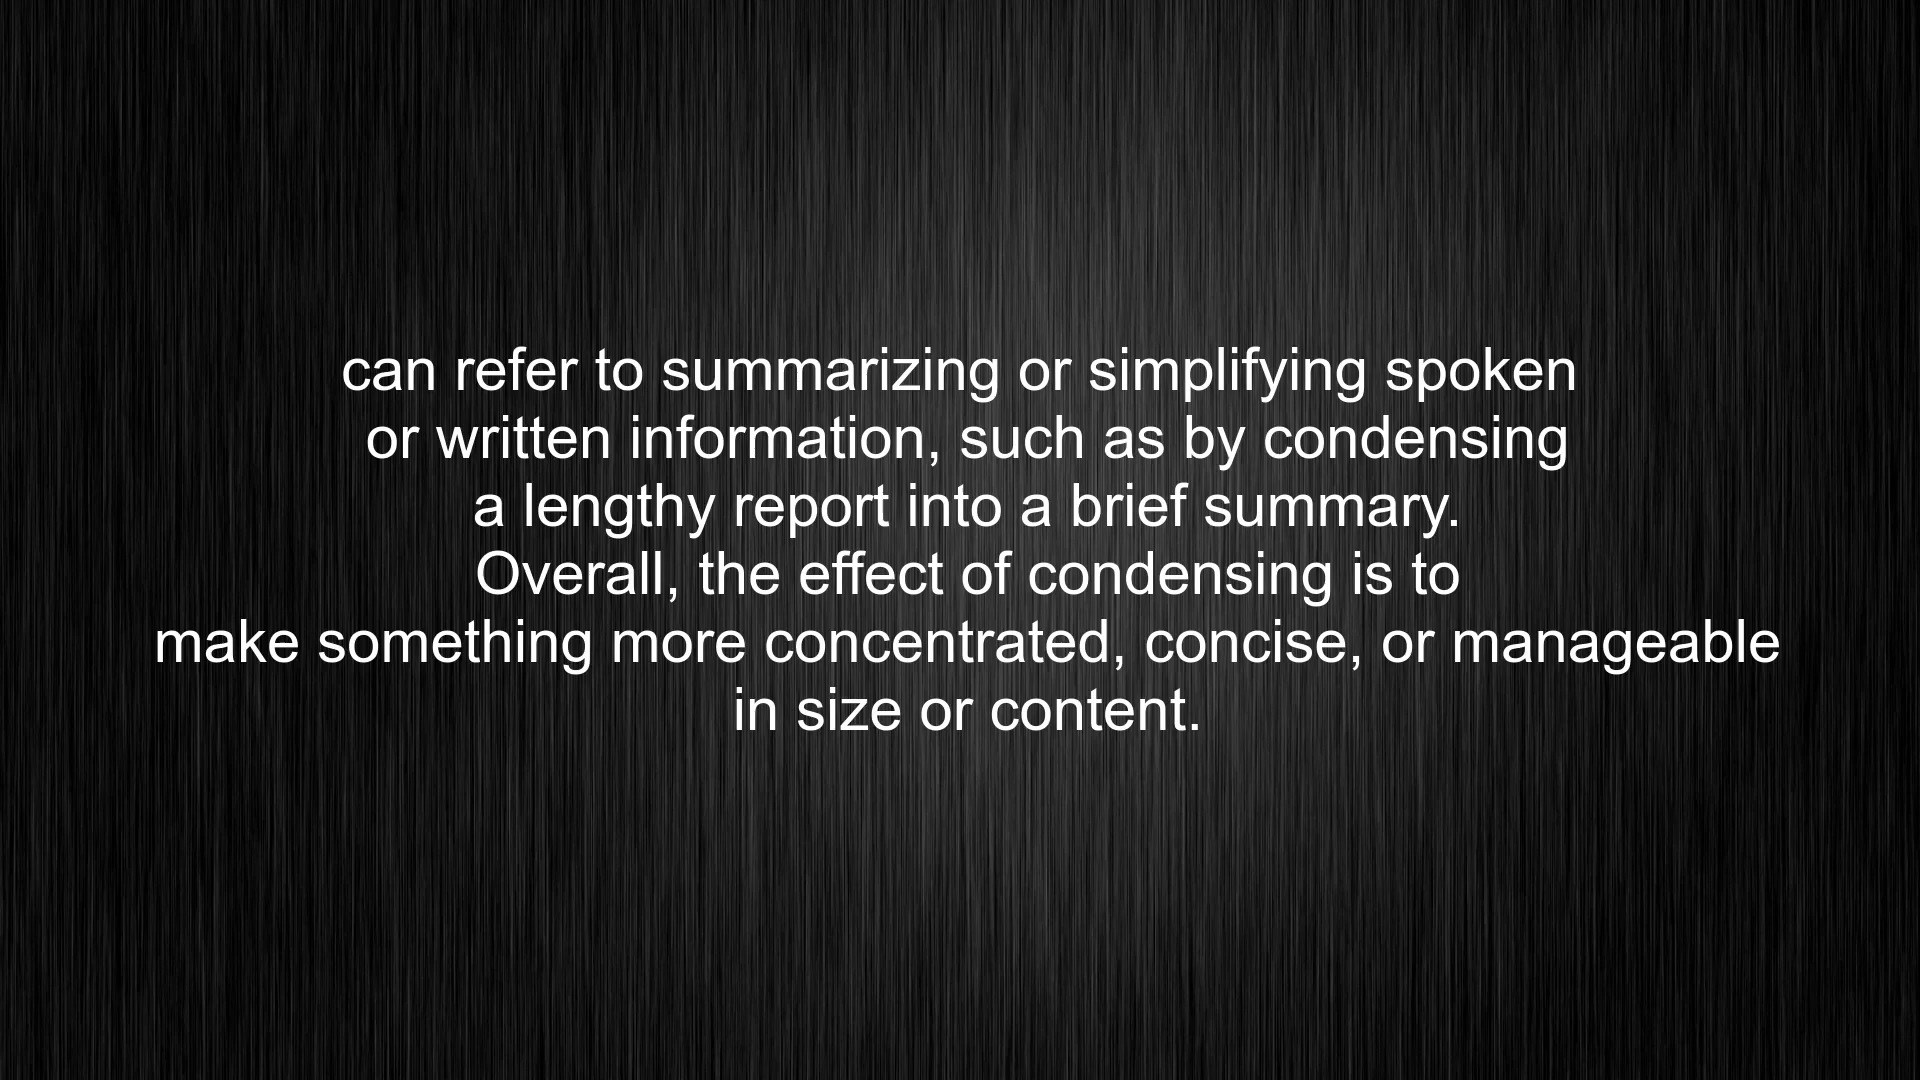 can refer to summarizing or simplifying spoken
or written information, such as by condensing
a lengthy report into a brief summary.
Overall, the effect of condensing is to
make something more concentrated, concise, or manageable
in size or content.